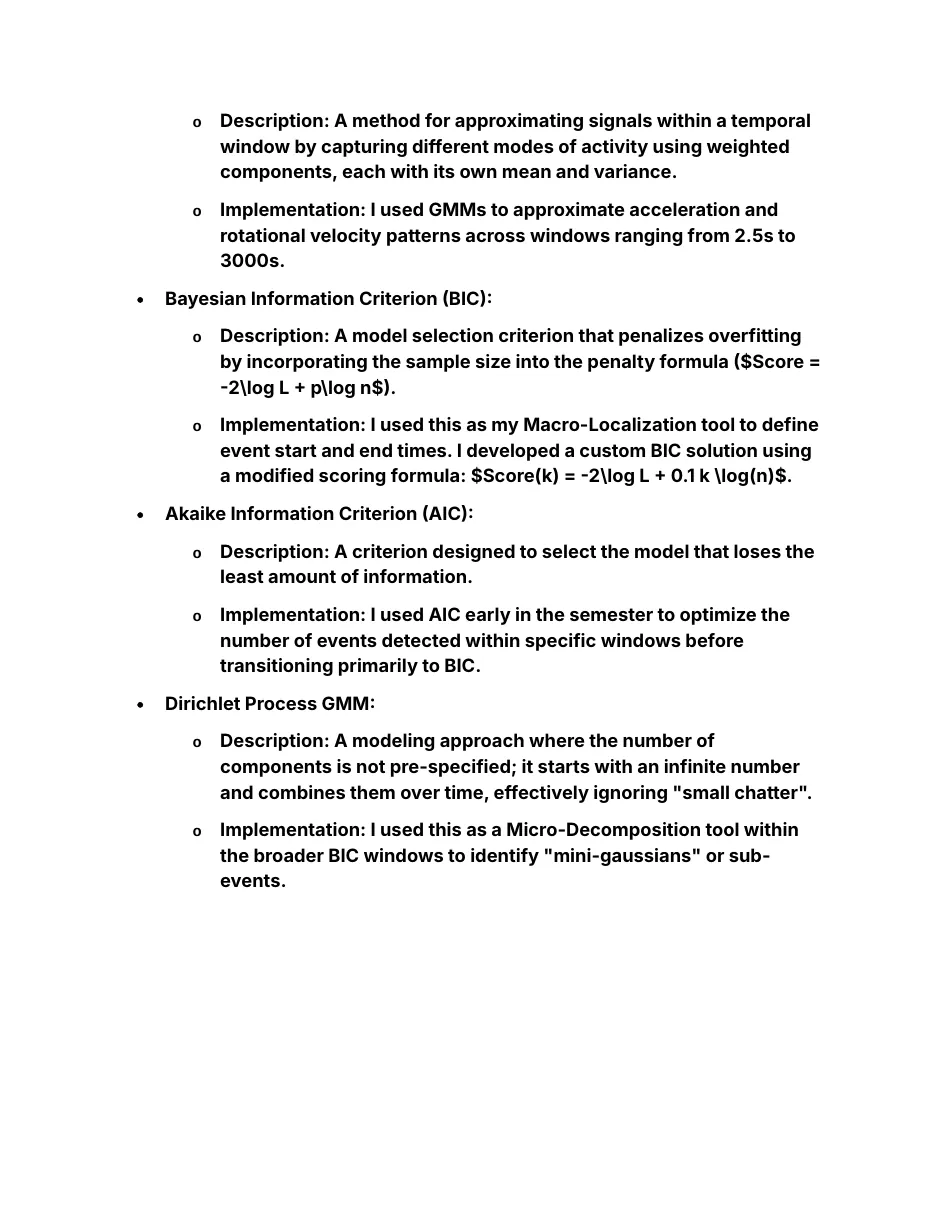 o Description: A method for approximating signals within a temporal
window by capturing different modes of activity using weighted
components, each with its own mean and variance.
o Implementation: I used GMMs to approximate acceleration and
rotational velocity patterns across windows ranging from 2.5s to
3000s.
• Bayesian Information Criterion (BIC):
o Description: A model selection criterion that penalizes overfitting
by incorporating the sample size into the penalty formula ($Score =
-2\log L + p\log n$).
o Implementation: I used this as my Macro-Localization tool to define
event start and end times. I developed a custom BIC solution using
a modified scoring formula: $Score(k) = -2\log L + 0.1 k \log(n)$.
• Akaike Information Criterion (AIC):
o Description: A criterion designed to select the model that loses the
least amount of information.
o Implementation: I used AIC early in the semester to optimize the
number of events detected within specific windows before
transitioning primarily to BIC.
• Dirichlet Process GMM:
o Description: A modeling approach where the number of
components is not pre-specified; it starts with an infinite number
and combines them over time, effectively ignoring "small chatter".
o Implementation: I used this as a Micro-Decomposition tool within
the broader BIC windows to identify "mini-gaussians" or sub-
events.